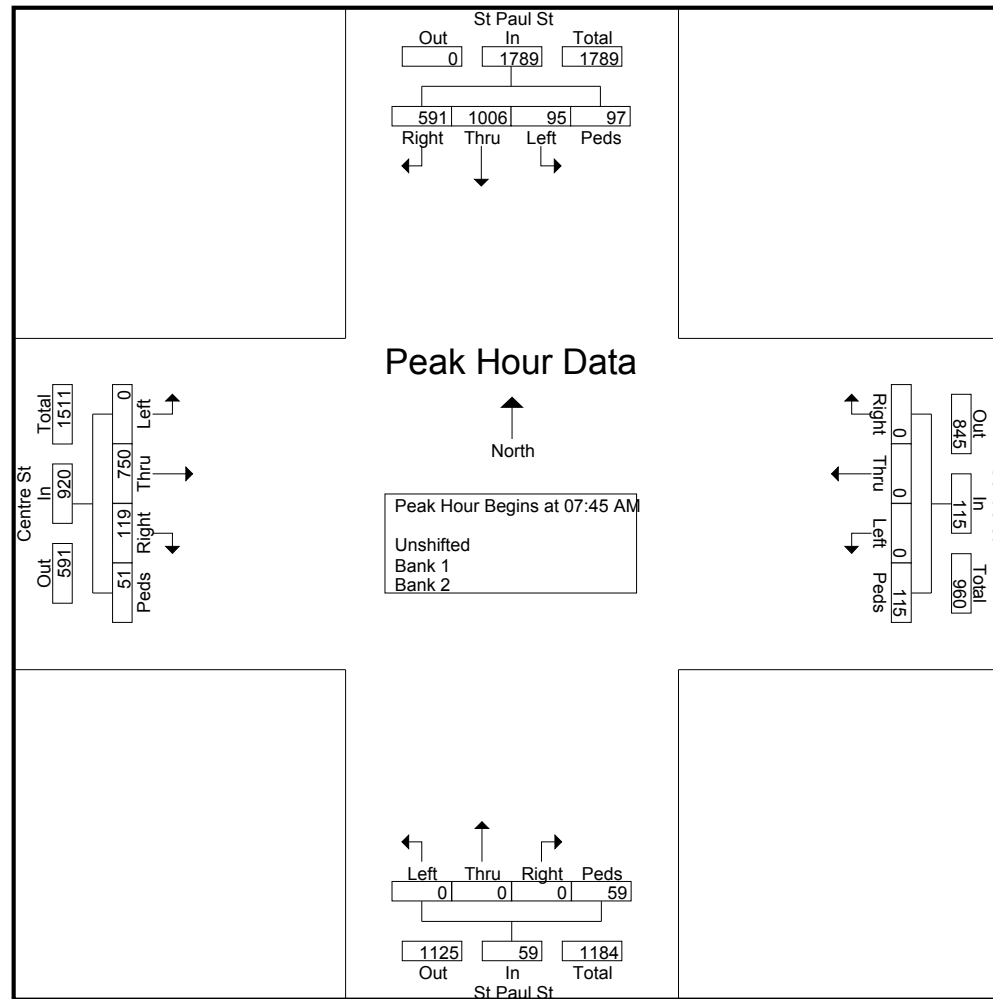 St Paul St
Out In Total
0 1789 1789
591 1006 95 97
Right Thru Left Peds
Peak Hour Data
North
Peak Hour Begins at 07:45 AM
Unshifted
Bank 1
Bank 2
Centre St
Total In Out
1511 920 591
0 750 119 51
Left Thru Right Peds
Out In Total
845 115 960
0 0 0 115
Right Thru Left Peds
Left Thru Right Peds
0 0 0 59
1125 59 1184
Out In Total
St Paul St